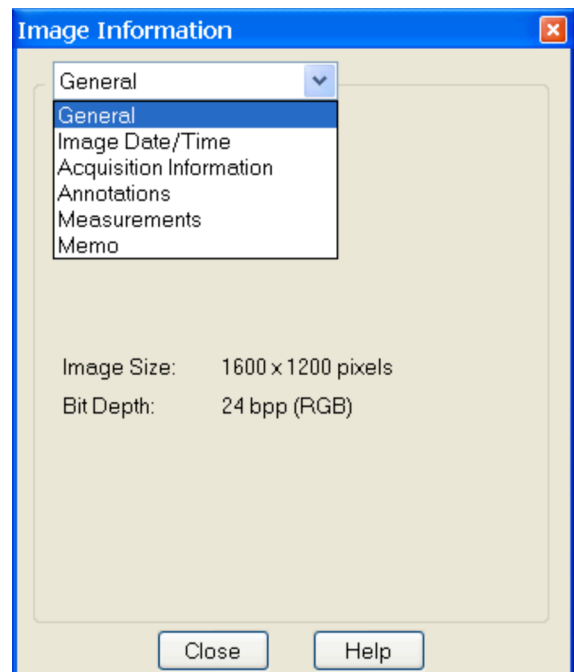 Image Information
General
General
Image Date/Time
Acquisition Information
Annotations
Measurements
Memo
Image Size: 1600 x 1200 pixels
Bit Depth: 24 bpp (RGB)
Close Help